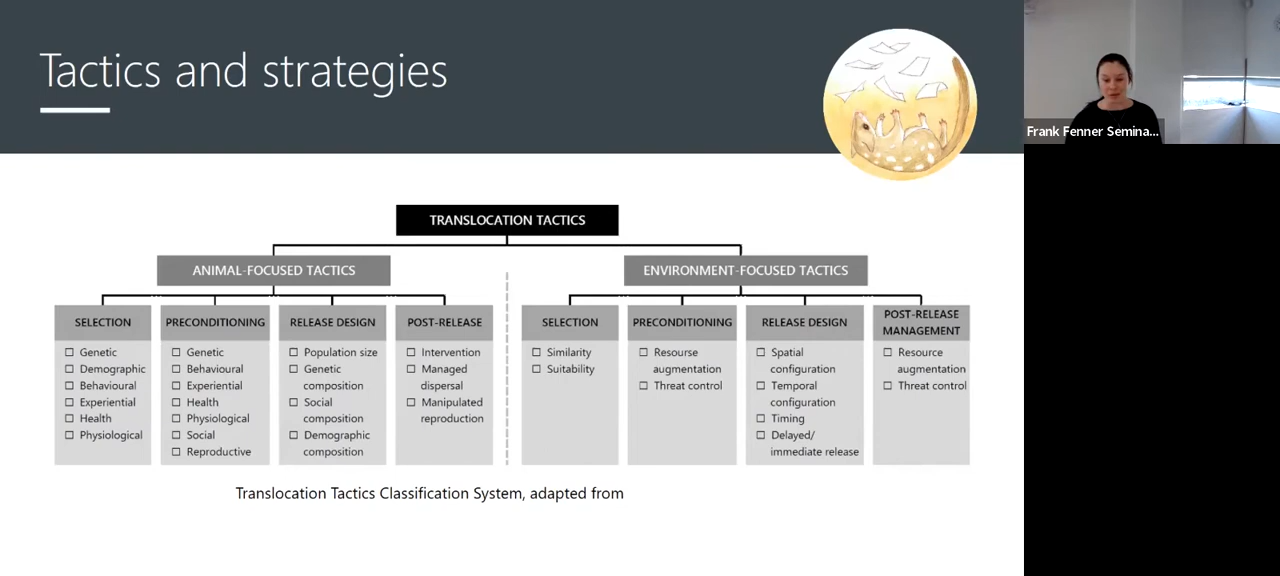 Tactics and strategies
Frank Fenner Semina...
TRANSLOCATION TACTICS
ANIMAL-FOCUSED TACTICS
SELECTION
☐ Genetic
☐ Demographic
☐ Behavioural
☐ Experiential
☐ Health
☐ Physiological
PRECONDITIONING
☐ Genetic
☐ Behavioural
☐ Experiential
☐ Health
☐ Physiological
☐ Social
☐ Reproductive
RELEASE DESIGN
☐ Population size
☐ Genetic
composition
☐ Social
composition
☐ Demographic
composition
POST-RELEASE
☐ Intervention
☐ Managed
dispersal
☐ Manipulated
reproduction
ENVIRONMENT-FOCUSED TACTICS
SELECTION
☐ Similarity
☐ Suitability
PRECONDITIONING
☐ Resourse
augmentation
☐ Threat control
RELEASE DESIGN
☐ Spatial
configuration
☐ Temporal
configuration
☐ Timing
☐ Delayed/
immediate release
POST-RELEASE
MANAGEMENT
☐ Resource
augmentation
☐ Threat control
Translocation Tactics Classification System, adapted from